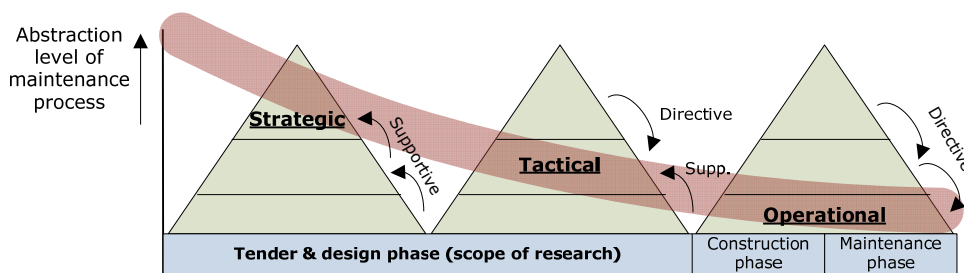 Abstraction
level of
maintenance
process
Strategic
Supportive
Tactical
Directive
Supp.
Operational
Directive
Tender & design phase (scope of research)
Construction
phase
Maintenance
phase